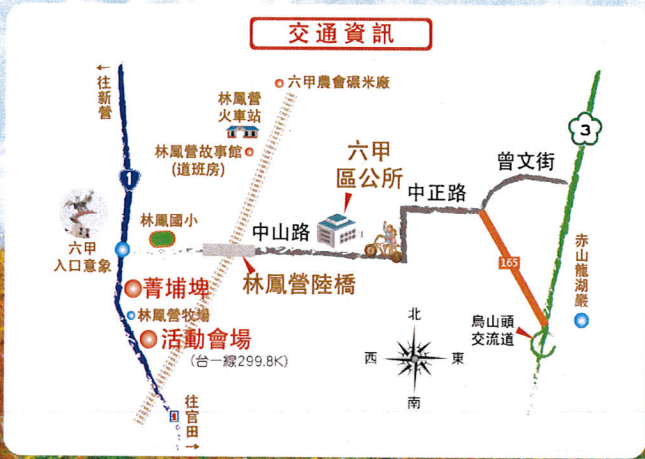 交通資訊
←往新營
六甲農會碾米廠
林鳳營
火車站
3
林鳳營故事館
(道班房)
六甲
區公所
曾文街
1
中正路
林鳳國小
中山路
六甲
入口意象
赤山龍湖巖
165
林鳳營陸橋
菁埔埤
林鳳營牧場
北
烏山頭
交流道
活動會場
(台一線299.8K)
西
東
南
往官田→